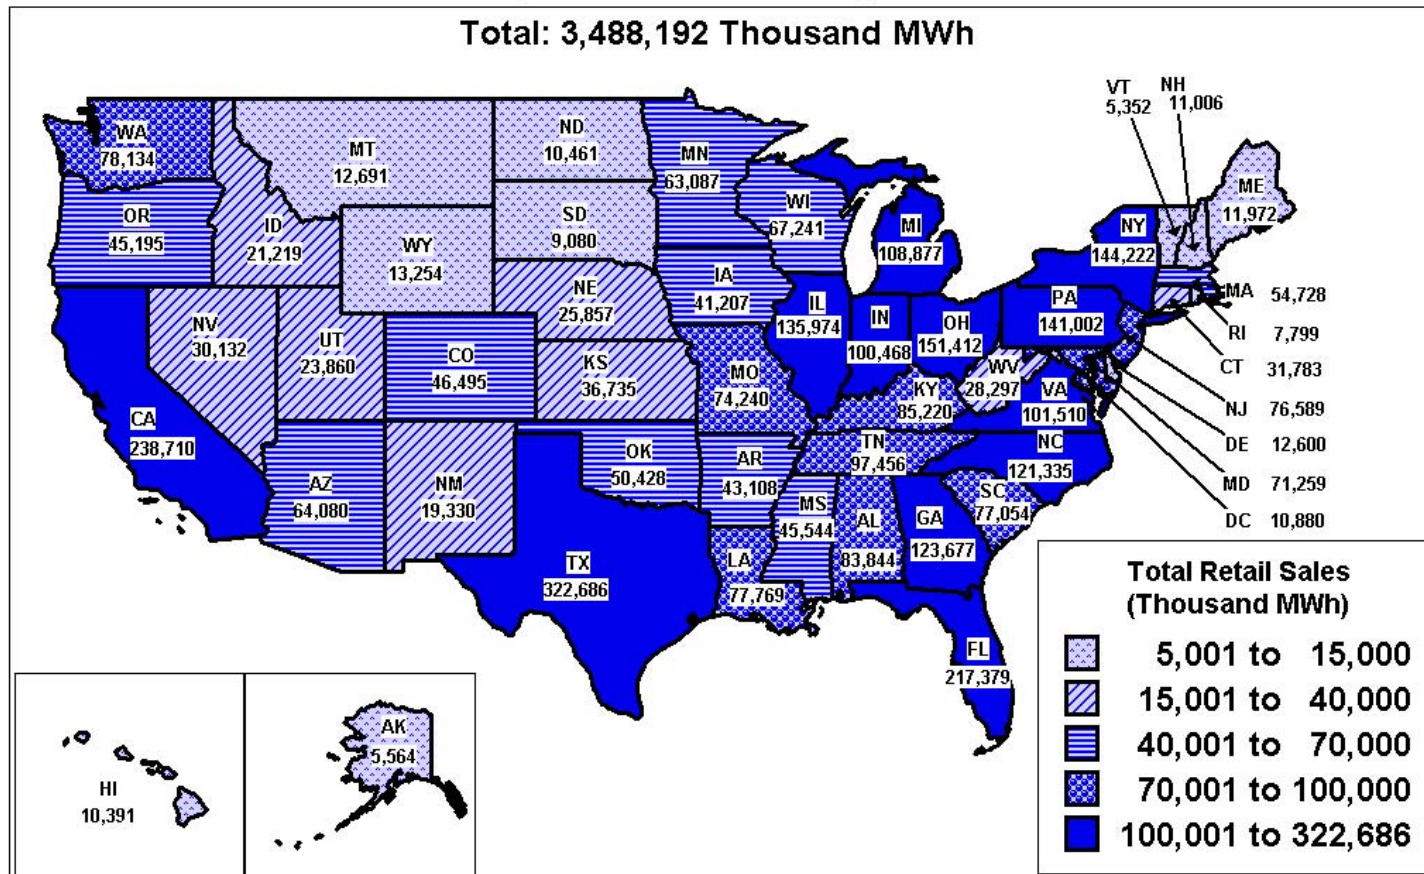 Total: 3,488,192 Thousand MWh
VT
5,352
NH
11,006
WA
78,134
MT
12,691
ND
10,461
MN
63,087
ME
11,972
OR
45,195
ID
21,219
WY
13,254
SD
9,080
WI
67,241
MI
108,877
NY
144,222
NE
25,857
IA
41,207
IL
135,974
IN
100,468
OH
151,412
PA
141,002
MA 54,728
RI 7,799
CT 31,783
NJ 76,589
DE 12,600
MD 71,259
DC 10,880
NV
30,132
UT
23,860
CO
46,495
KS
36,735
MO
74,240
KY
85,220
WV
28,297
VA
101,510
CA
238,710
AZ
64,080
NM
19,330
OK
50,428
AR
43,108
TN
97,456
NC
121,335
SC
77,054
MS
45,544
AL
83,844
GA
123,677
TX
322,686
LA
77,769
FL
217,379
HI
10,391
AK
5,564
Total Retail Sales
(Thousand MWh)
5,001 to 15,000
15,001 to 40,000
40,001 to 70,000
70,001 to 100,000
100,001 to 322,686